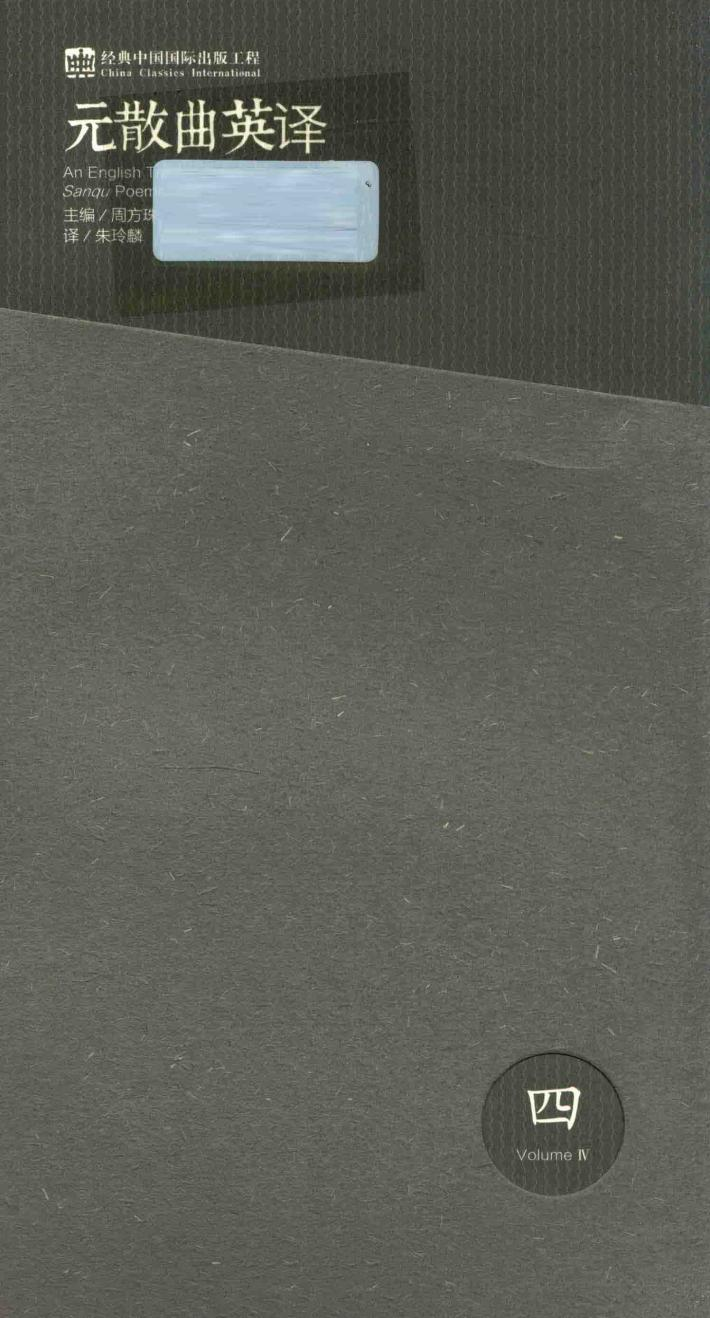 经典中国国际出版工程
China Classics International
元散曲英译
An English
Sanqu
主编 / 周方珠
译 / 朱玲麟
四
Volume Ⅳ